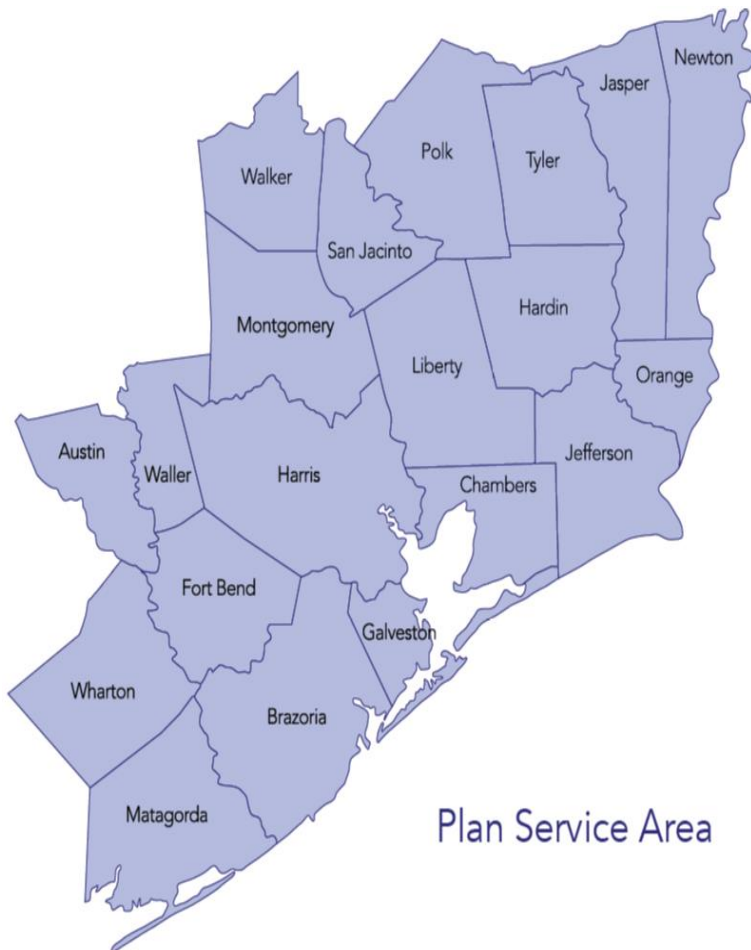 Newton
Jasper
Polk
Tyler
Walker
San Jacinto
Hardin
Montgomery
Liberty
Orange
Austin
Jefferson
Waller
Harris
Chambers
Fort Bend
Galveston
Wharton
Brazoria
Matagorda
Plan Service Area